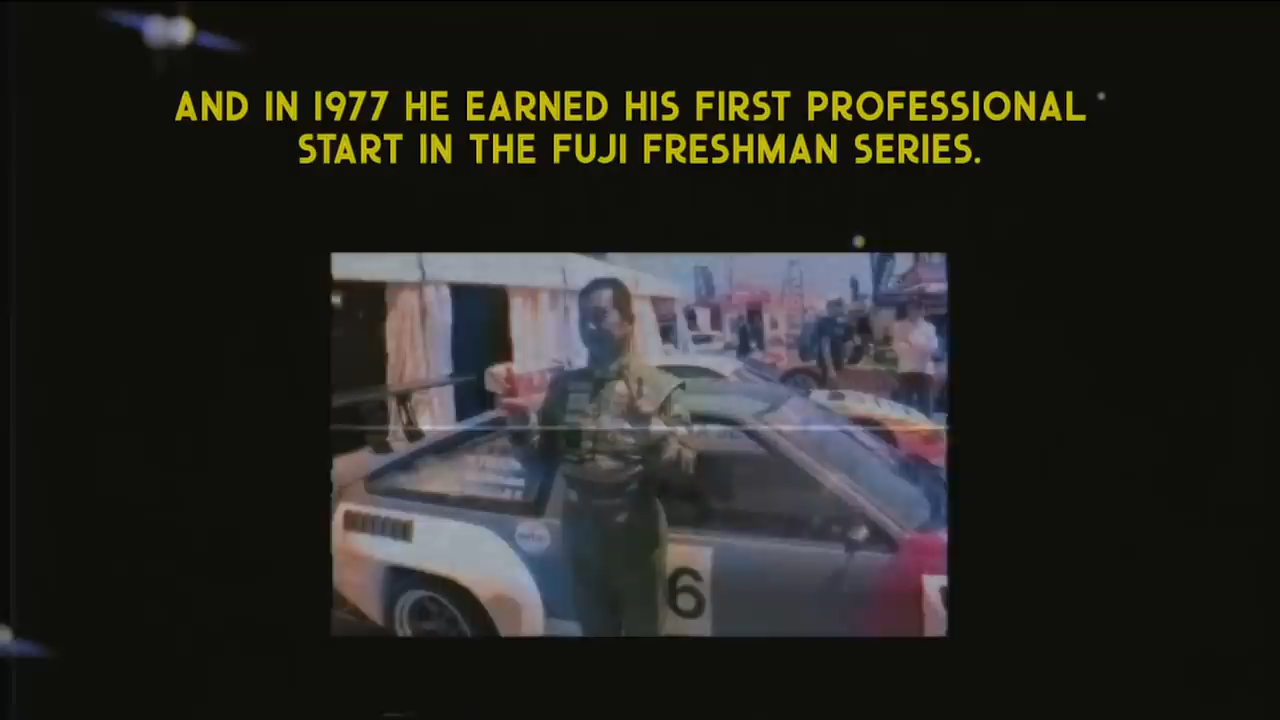 AND IN 1977 HE EARNED HIS FIRST PROFESSIONAL
START IN THE FUJI FRESHMAN SERIES.
6